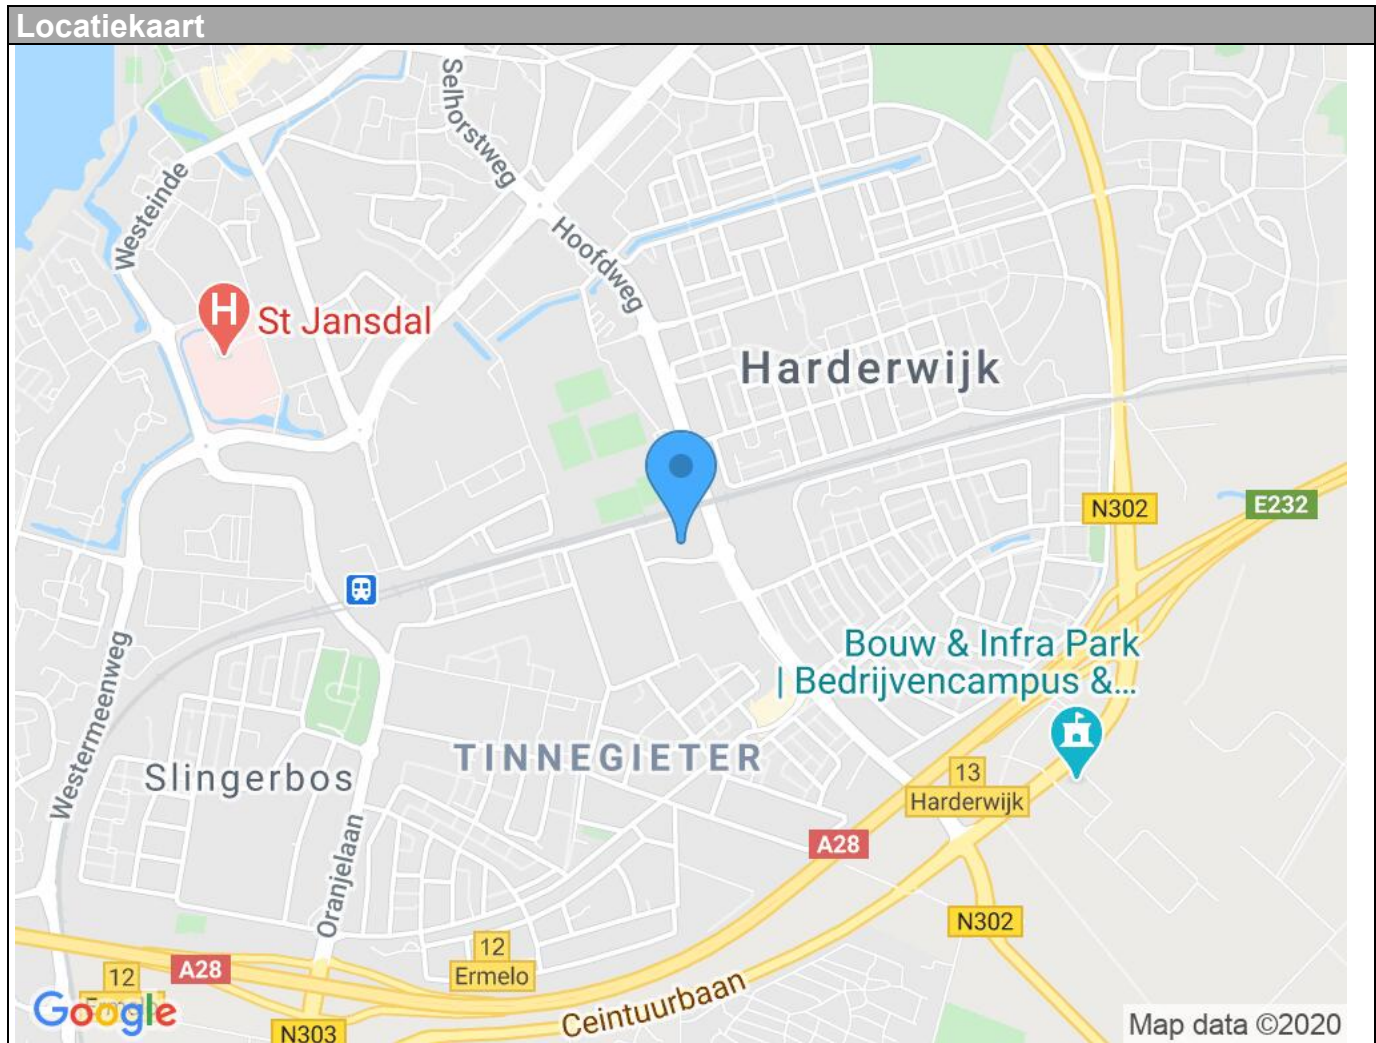 Locatiekaart
Selhorstweg
Westeinde
Hoofdweg
St Jansdal
Harderwijk
N302
E232
Bouw & Infra Park
| Bedrijvencampus &...
Westermeenweg
TINNEGIETER
Slingerbos
13
Harderwijk
A28
Oranjelaan
N302
12
Ermelo
A28
12
Ermelo
Ceintuurbaan
Google
N303
Map data ©2020